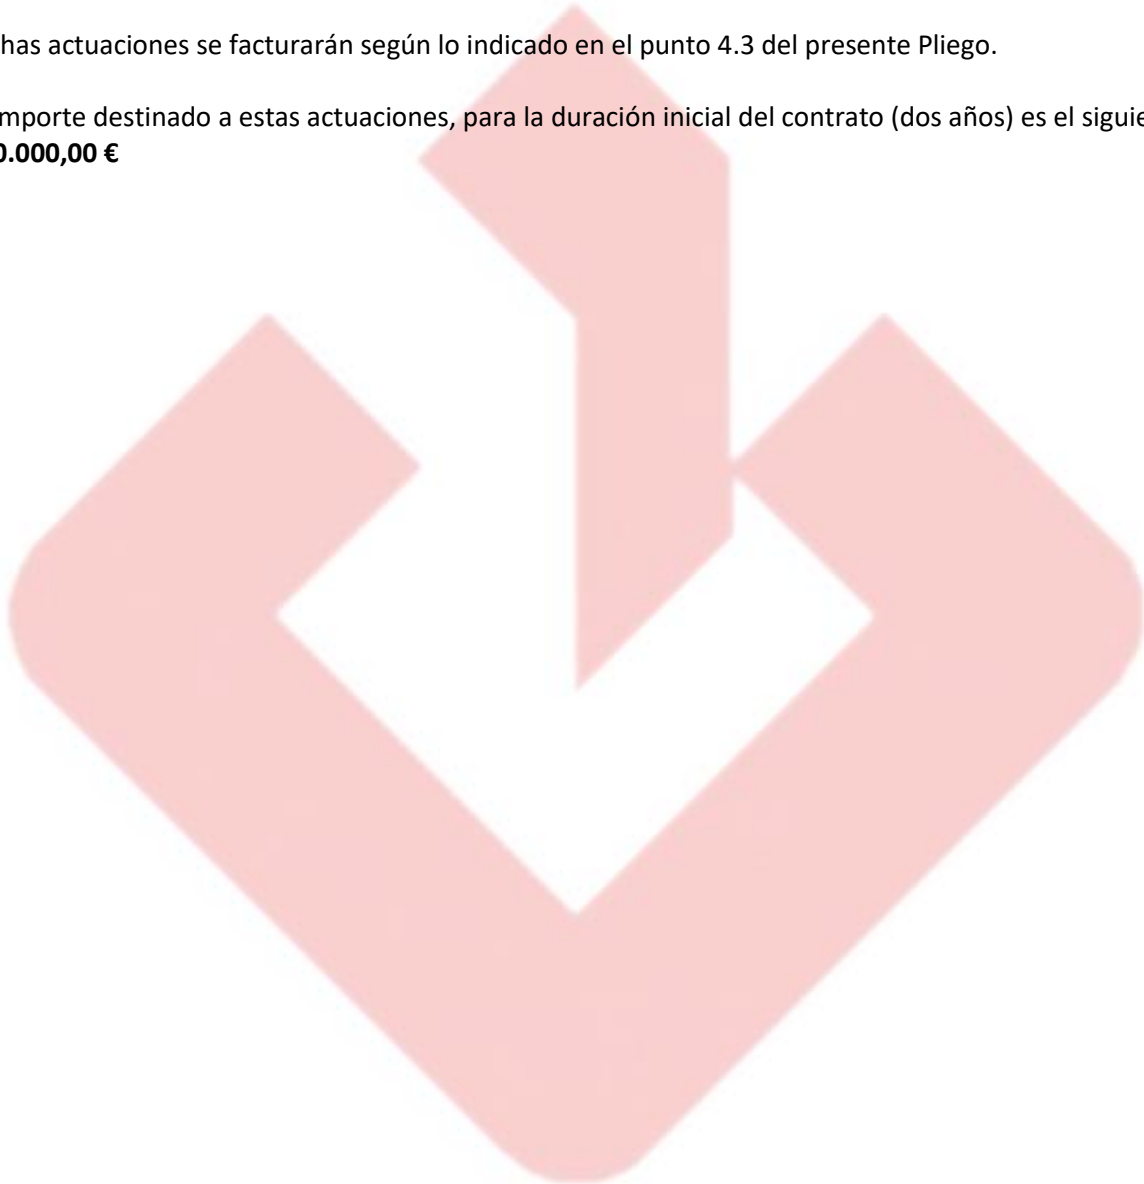 has actuaciones se facturarán según lo indicado en el punto 4.3 del presente Pliego.
mporte destinado a estas actuaciones, para la duración inicial del contrato (dos años) es el siguie
0.000,00 €